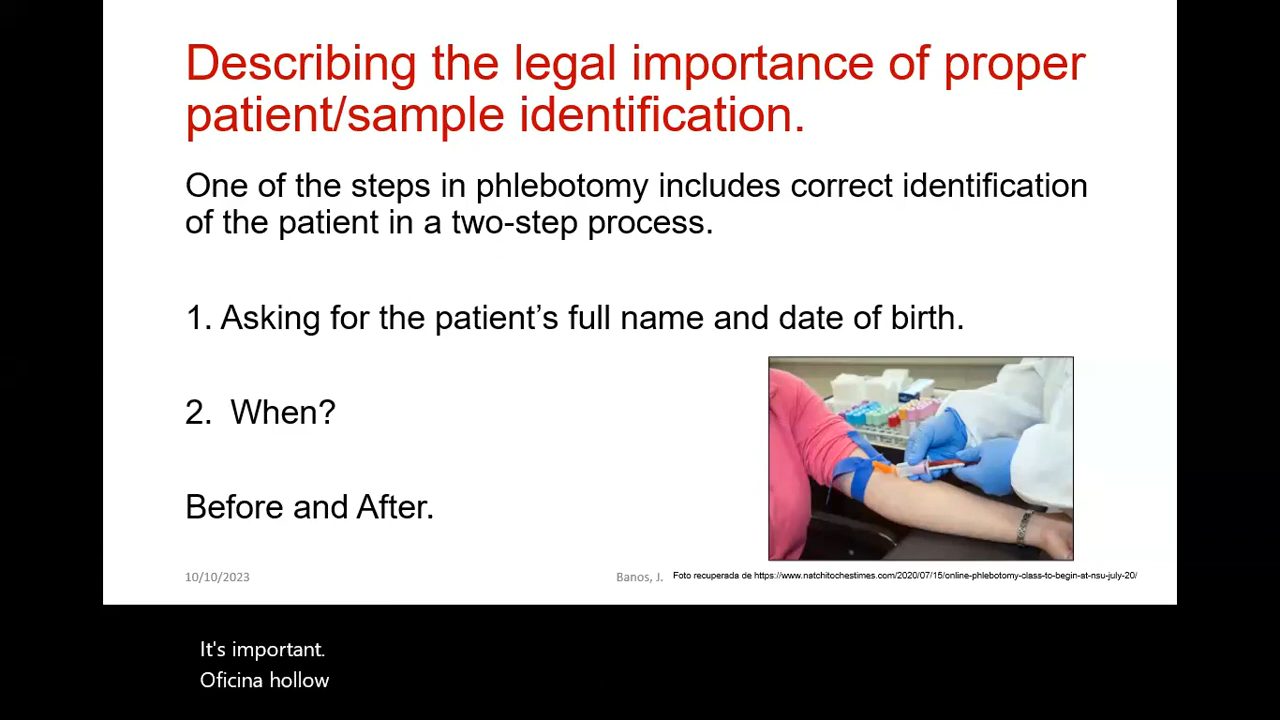 Describing the legal importance of proper
patient/sample identification.
One of the steps in phlebotomy includes correct identification
of the patient in a two-step process.
1. Asking for the patient’s full name and date of birth.
2. When?
Before and After.
10/10/2023
Banos, J.
Foto recuperada de https://www.natchitochestimes.com/2020/07/15/online-phlebotomy-class-to-begin-at-nsu-july-20/
It's important.
Oficina hollow